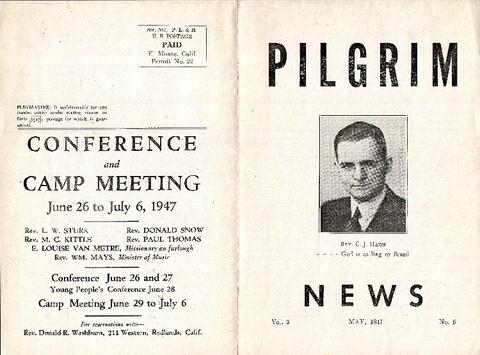 Sec. 562, P. L. & R
U. S. POSTAGE
PAID
El Monte, Calif.
Permit No. 22
POSTMASTER: If undeliverable for any
reason, notify sender stating reason on
form 3547, postage for which is guar-
anteed.
CONFERENCE
and
CAMP MEETING
June 26 to July 6, 1947
Rev. L. W. STURK Rev. DONALD SNOW
Rev. M. C. KITTLE Rev. PAUL THOMAS
E. LOUISE VAN METRE, Missionary on furlough
Rev. WM. MAYS, Minister of Music
Conference June 26 and 27
Young People's Conference June 28
Camp Meeting June 29 to July 6
For reservations write—
Rev. Donald R. Washburn, 214 Western, Redlands, Calif.
PILGRIM
Rev. C. J.
God is calling to Brazil
NEWS
Vol. 3 MAY, 1947 No. 6